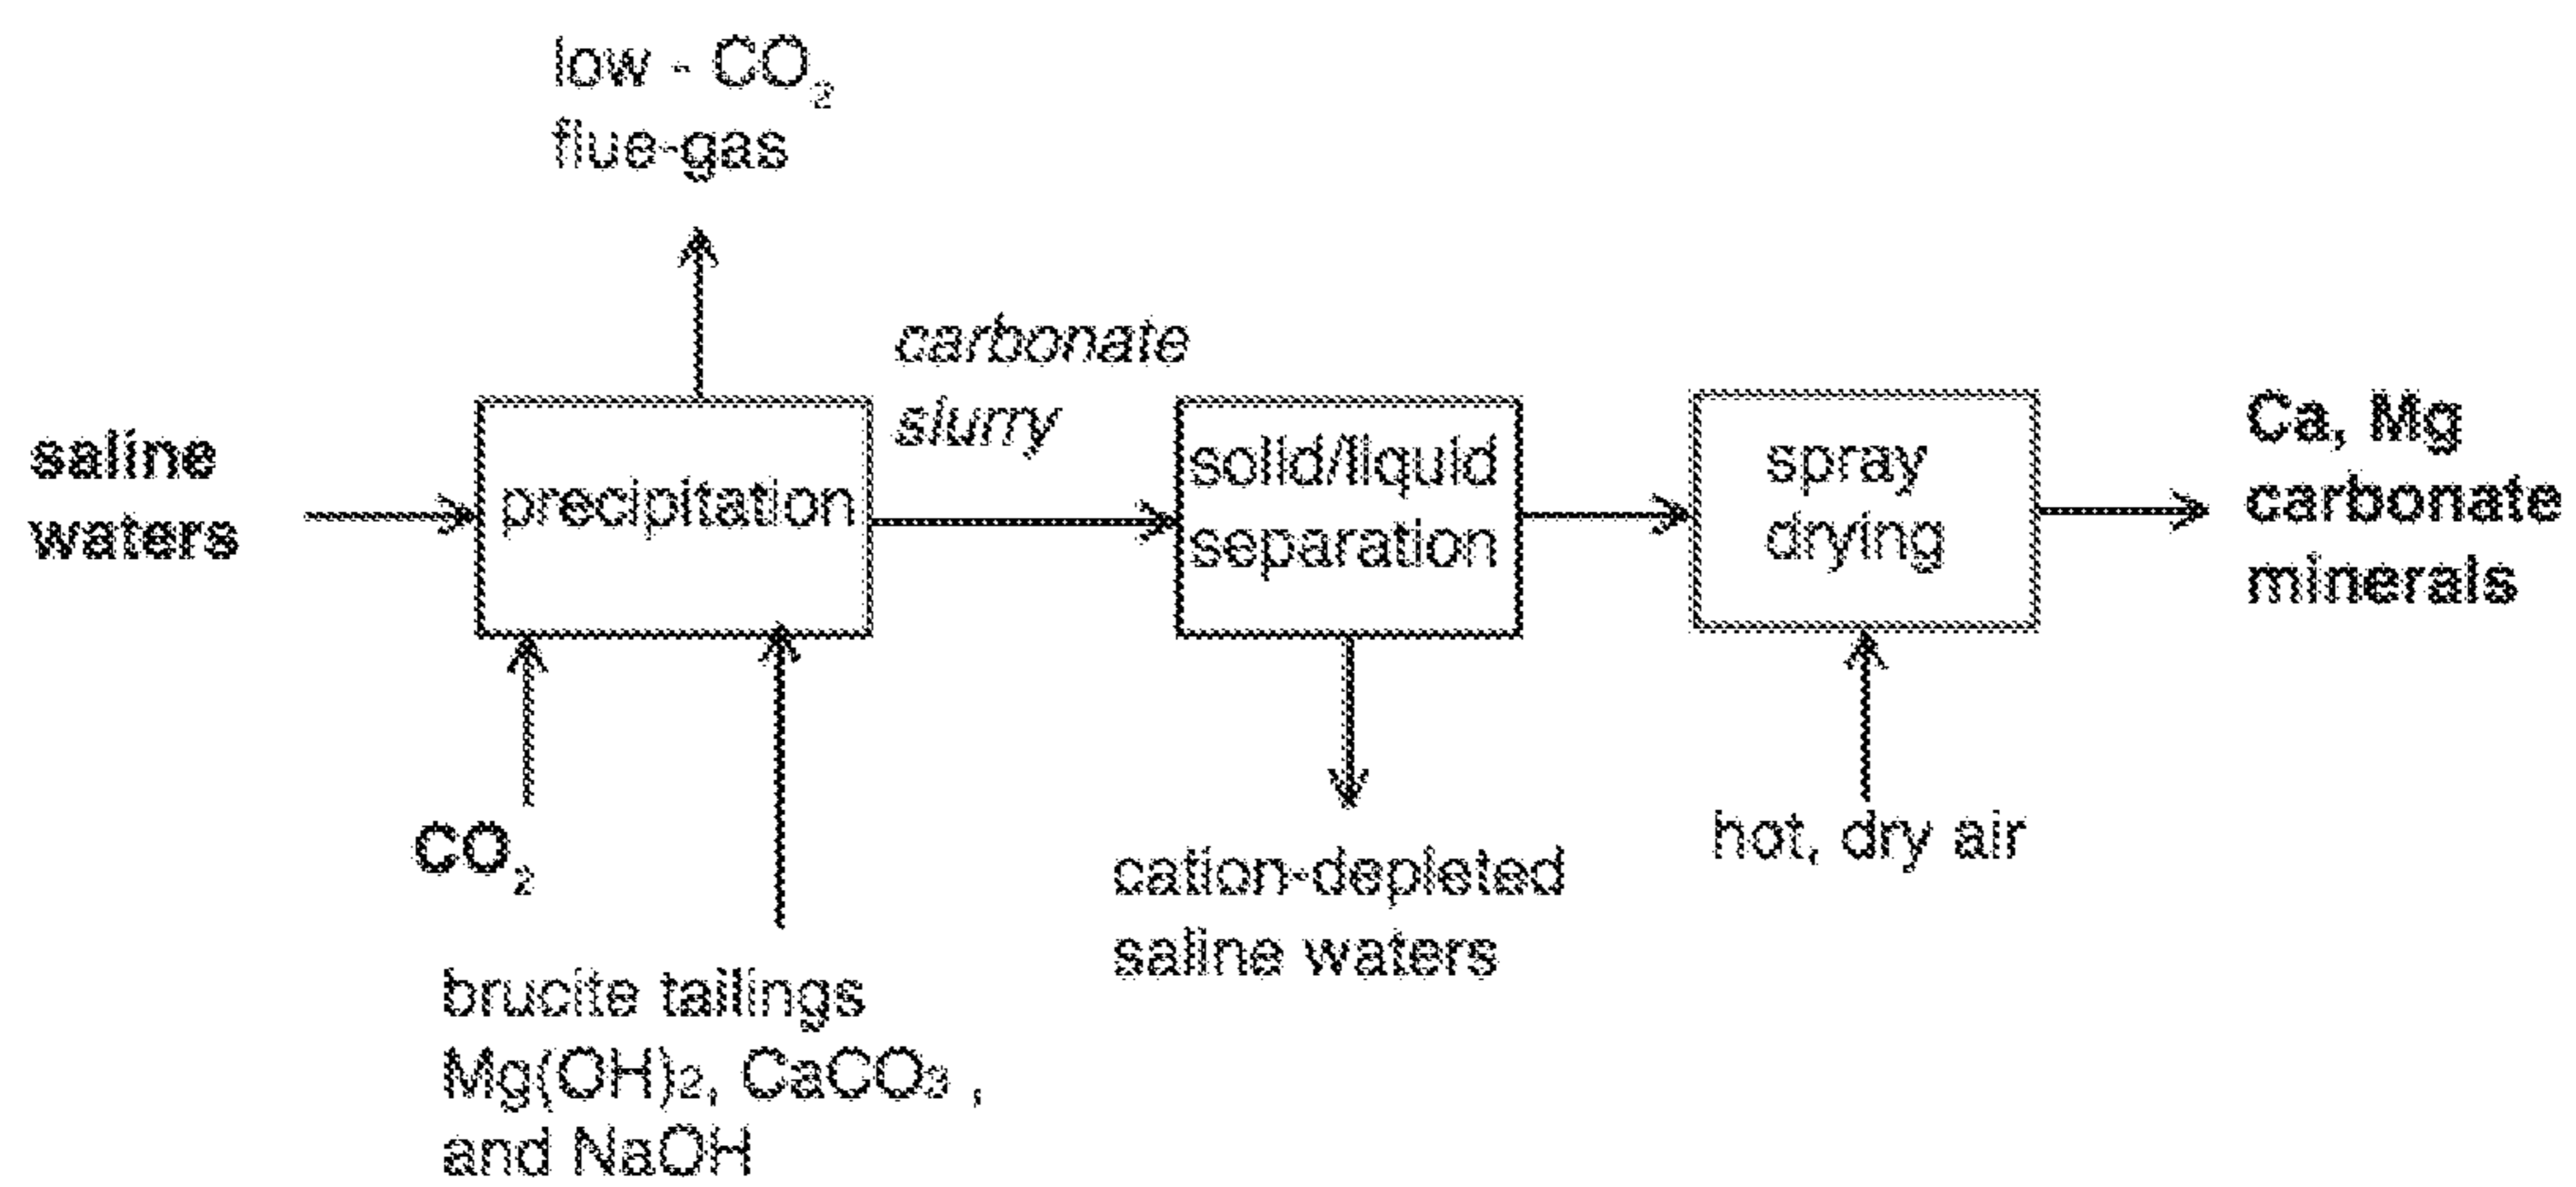 low - CO₂
flue-gas
carbonate
slurry
saline
waters
precipitation
solid/liquid
separation
spray
drying
Ca, Mg
carbonate
minerals
CO₂
brucite tailings
Mg(OH)₂, CaCO₃ ,
and NaOH
cation-depleted
saline waters
hot, dry air